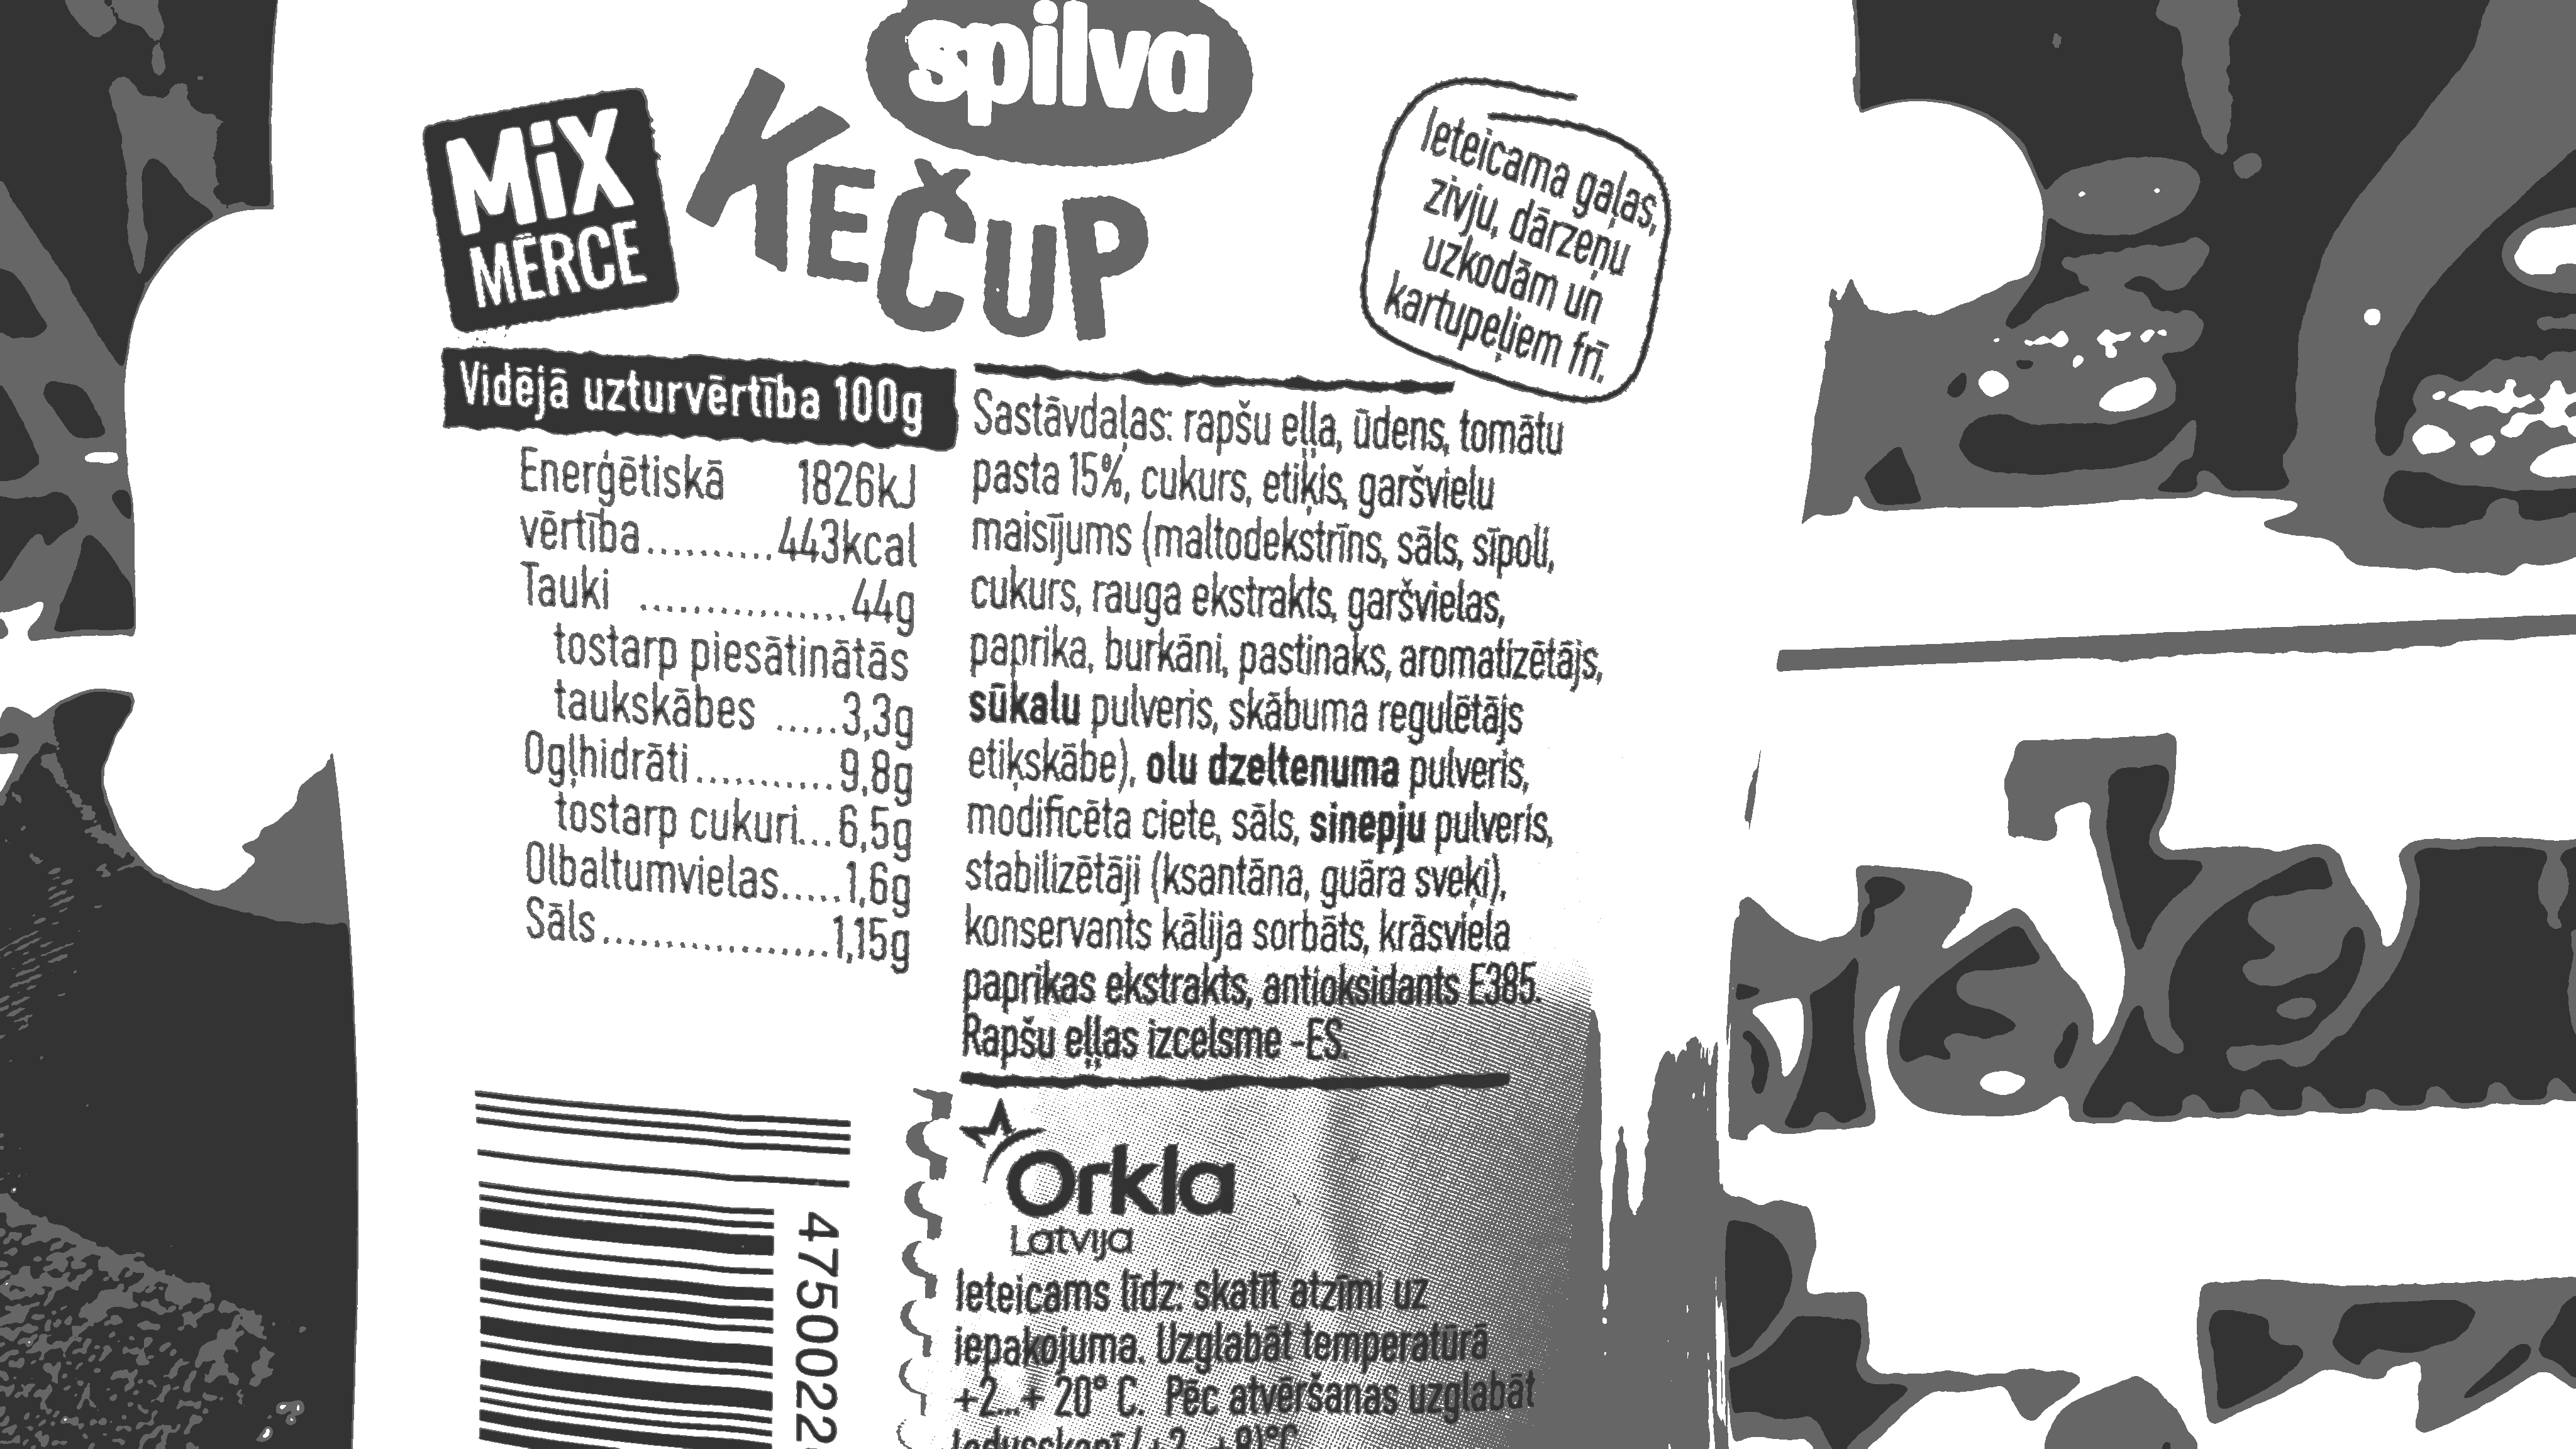 spilva
MiX
MĒRCE
KEČUP
Ieteicama gaļas,
zivju, dārzeņu
uzkodām un
kartupeļiem frī.
Vidējā uzturvērtība 100g
Enerģētiskā 1826kJ
vērtība..........443kcal
Tauki ................44g
tostarp piesātinātās
taukskābes .....3,3g
Ogļhidrāti...........9,8g
tostarp cukuri...6,5g
Olbaltumvielas.....1,6g
Sāls..................1,15g
Sastāvdaļas: rapšu eļļa, ūdens, tomātu
pasta 15%, cukurs, etiķis, garšvielu
maisījums (maltodekstrīns, sāls, sīpoli,
cukurs, rauga ekstrakts, garšvielas,
paprika, burkāni, pastinaks, aromatizētājs,
sūkalu pulveris, skābuma regulētājs
etiķskābe), olu dzeltenuma pulveris,
modificēta ciete, sāls, sinepju pulveris,
stabilizētāji (ksantāna, guāra sveķi),
konservants kālija sorbāts, krāsviela
paprikas ekstrakts, antioksidants E385.
Rapšu eļļas izcelsme -ES.
Orkla
Latvija
Ieteicams līdz: skatīt atzīmi uz
iepakojuma. Uzglabāt temperatūrā
+2...+ 20° C. Pēc atvēršanas uzglabāt
4750022